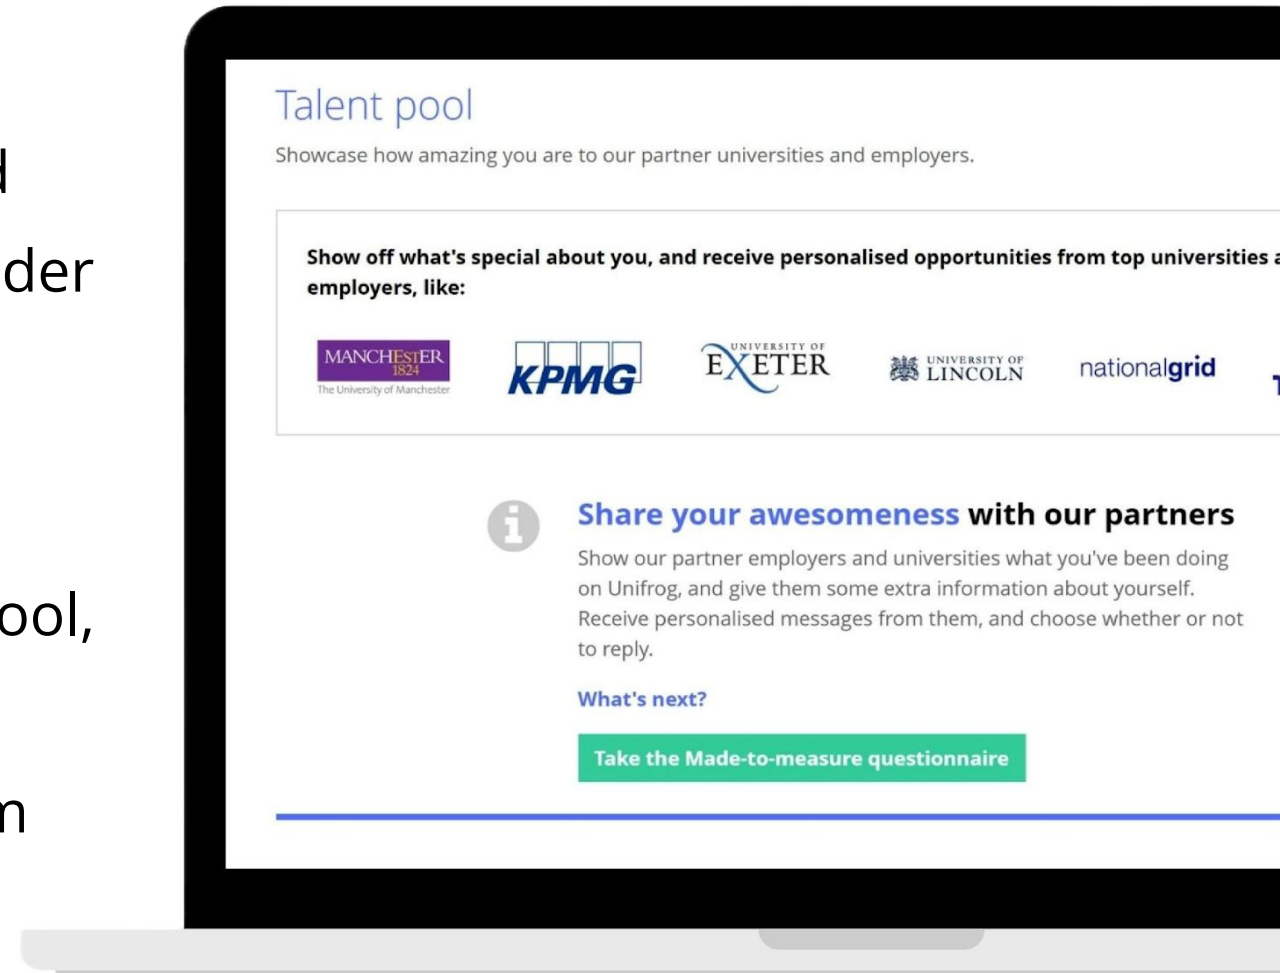 Talent pool
Showcase how amazing you are to our partner universities and employers.
Show off what's special about you, and receive personalised opportunities from top universities
employers, like:
MANCHESTER
1824
The University of Manchester
KPMG
UNIVERSITY OF
EXETER
UNIVERSITY OF
LINCOLN
nationalgrid
Share your awesomeness with our partners
Show our partner employers and universities what you've been doing
on Unifrog, and give them some extra information about yourself.
Receive personalised messages from them, and choose whether or not
to reply.
What's next?
Take the Made-to-measure questionnaire